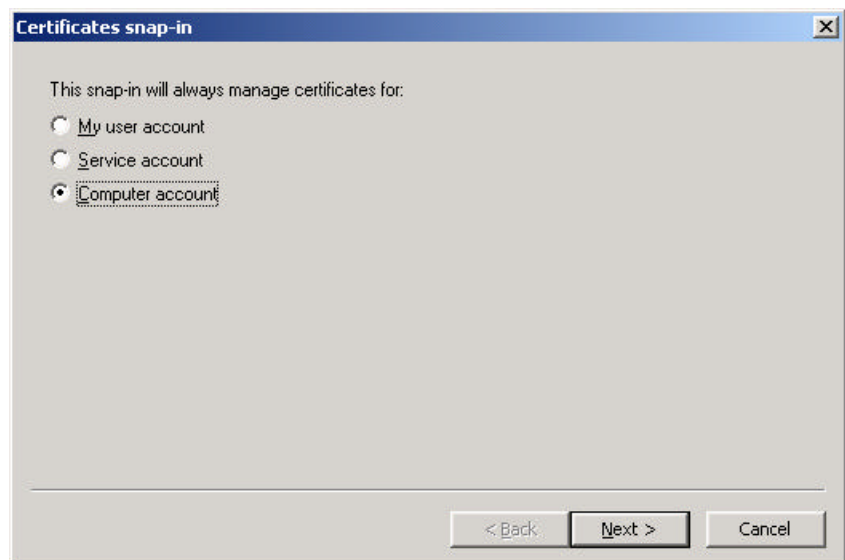 Certificates snap-in
This snap-in will always manage certificates for:
My user account
Service account
Computer account
< Back Next > Cancel